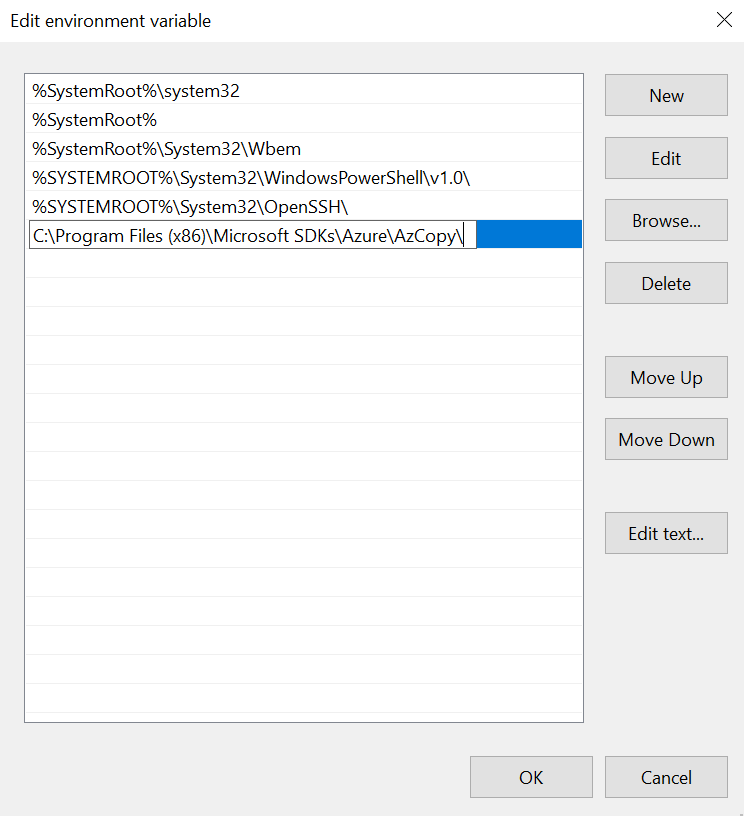 Edit environment variable
%SystemRoot%\system32
%SystemRoot%
%SystemRoot%\System32\Wbem
%SYSTEMROOT%\System32\WindowsPowerShell\v1.0\
%SYSTEMROOT%\System32\OpenSSH\
C:\Program Files (x86)\Microsoft SDKs\Azure\AzCopy\
New
Edit
Browse...
Delete
Move Up
Move Down
Edit text...
OK
Cancel